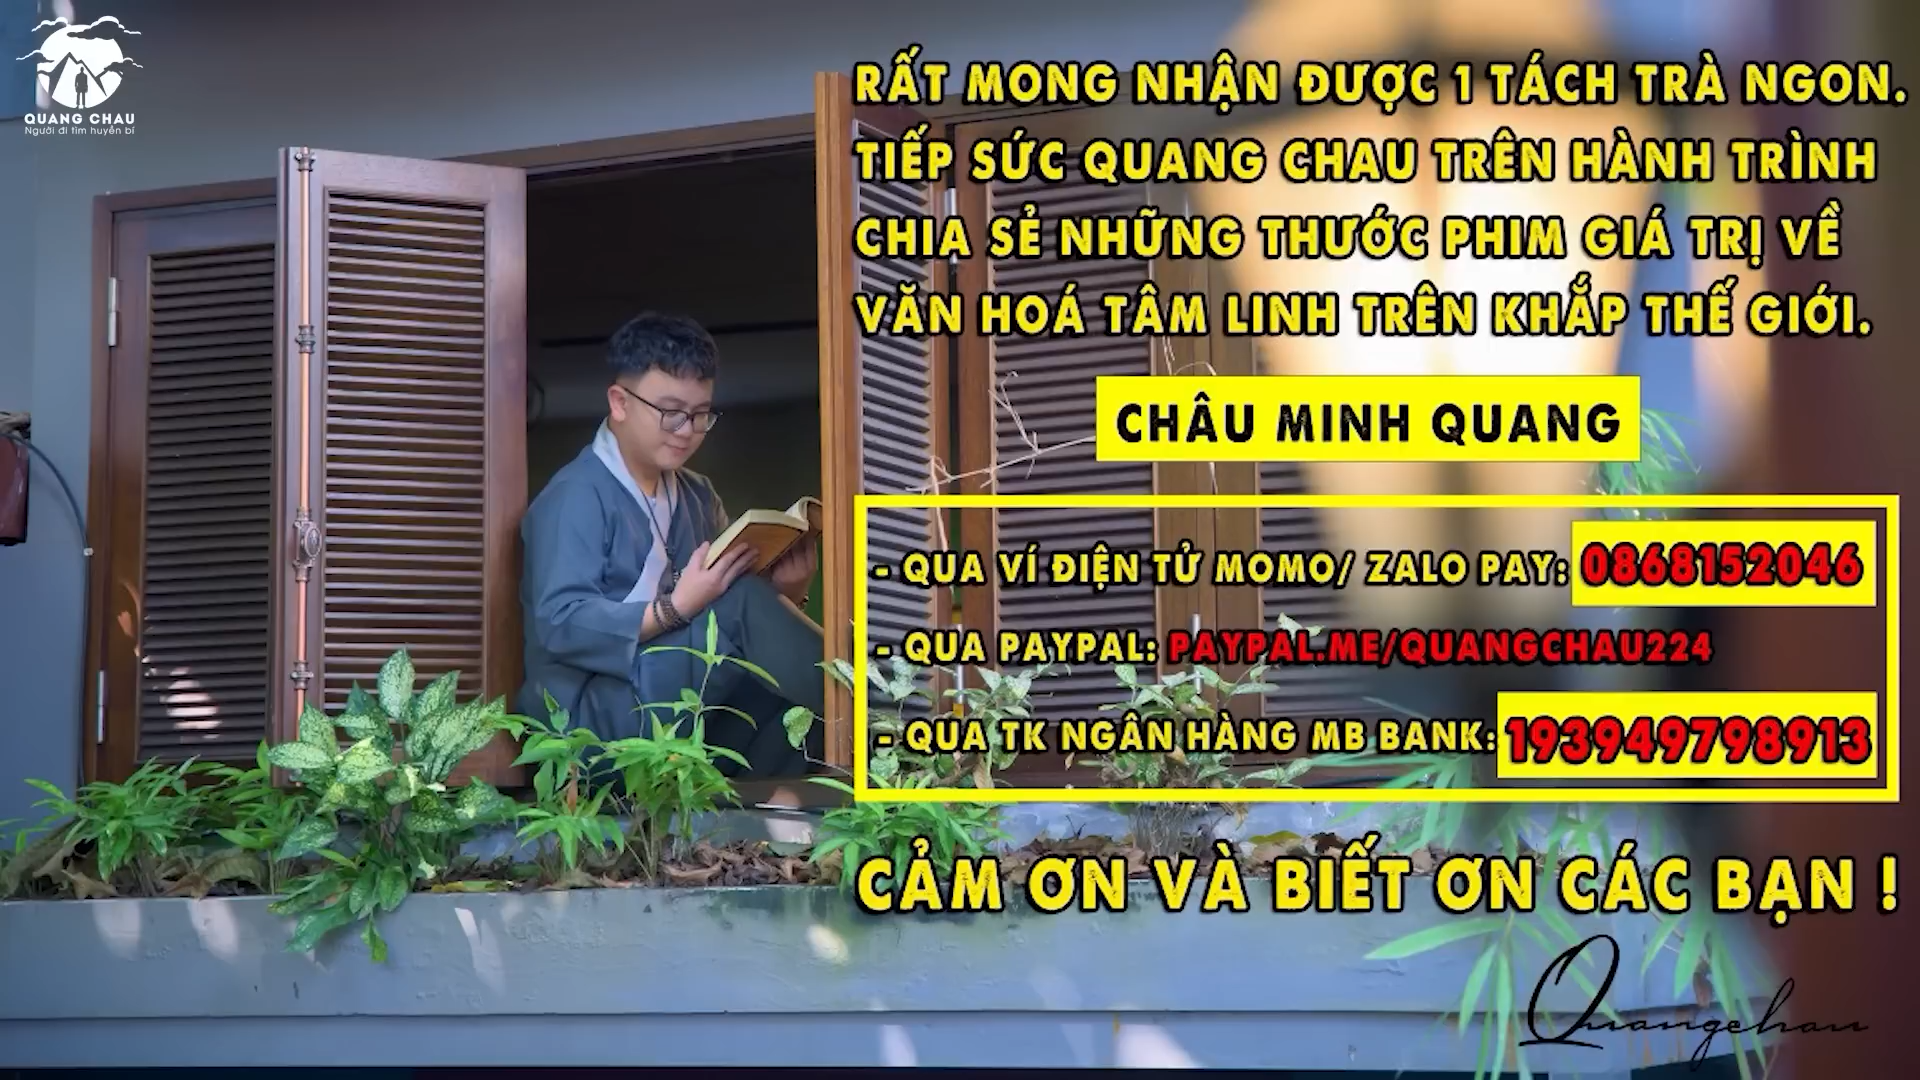 QUANG CHAU
Người đi tìm huyền bí
RẤT MONG NHẬN ĐƯỢC 1 TÁCH TRÀ NGON.
TIẾP SỨC QUANG CHAU TRÊN HÀNH TRÌNH
CHIA SẺ NHỮNG THƯỚC PHIM GIÁ TRỊ VỀ
VĂN HOÁ TÂM LINH TRÊN KHẮP THẾ GIỚI.
CHÂU MINH QUANG
- QUA VÍ ĐIỆN TỬ MOMO/ ZALO PAY: 0868152046
- QUA PAYPAL: PAYPAL.ME/QUANGCHAU224
- QUA TK NGÂN HÀNG MB BANK: 193949798913
CẢM ƠN VÀ BIẾT ƠN CÁC BẠN !
Quangchau